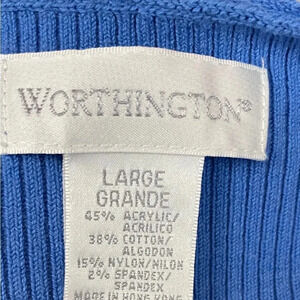 WORTHINGTON®
LARGE
GRANDE
45% ACRYLIC/
ACRILICO
38% COTTON/
ALGODON
15% NYLON/NILON
2% SPANDEX/
SPANDEX
MADE IN HONG KONG